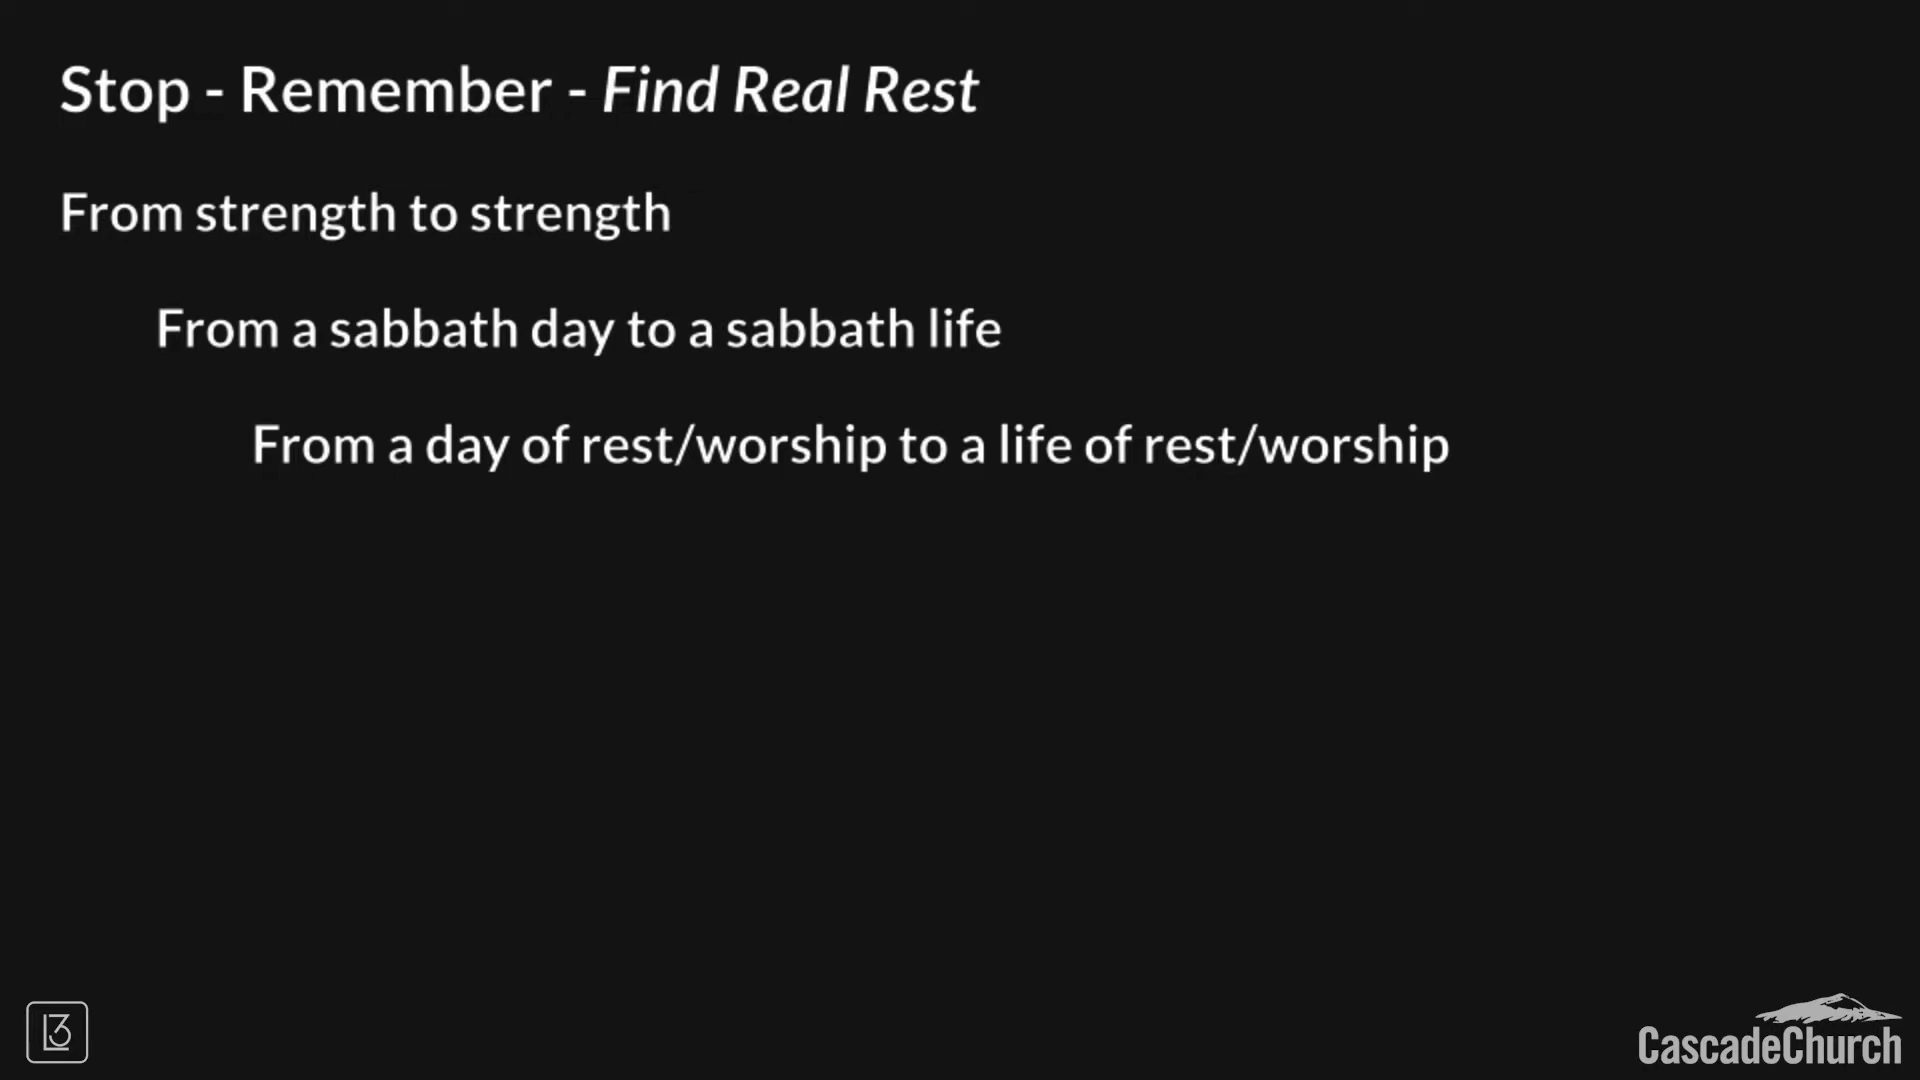 Stop - Remember - Find Real Rest
From strength to strength
From a sabbath day to a sabbath life
From a day of rest/worship to a life of rest/worship
L3
CascadeChurch